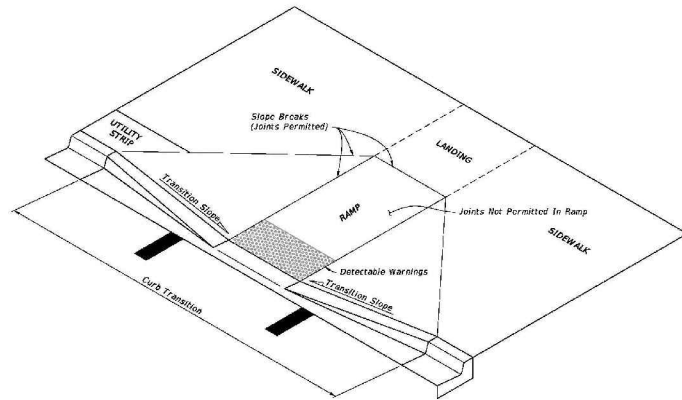 SIDEWALK
Slope Breaks
(Joints Permitted)
UTILITY
STRIP
LANDING
Transition Slope
RAMP
Joints Not Permitted In Ramp
SIDEWALK
Detectable Warnings
Transition Slope
Curb Transition